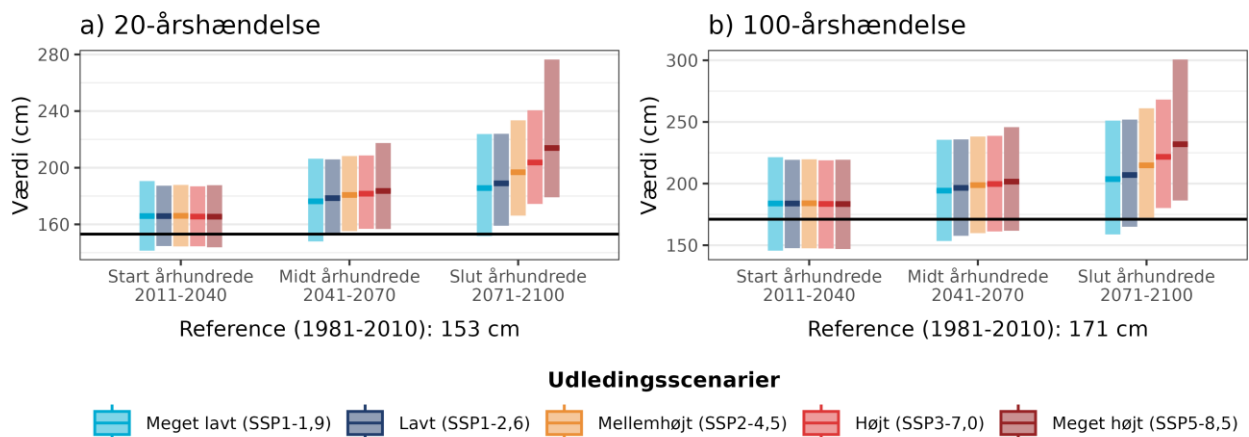 a) 20-årshændelse
b) 100-årshændelse
Værdi (cm)
280
240
200
160
Start århundrede
2011-2040
Midt århundrede
2041-2070
Slut århundrede
2071-2100
Reference (1981-2010): 153 cm
Værdi (cm)
300
250
200
150
Start århundrede
2011-2040
Midt århundrede
2041-2070
Slut århundrede
2071-2100
Reference (1981-2010): 171 cm
Udledingsscenarier
Meget lavt (SSP1-1,9)
Lavt (SSP1-2,6)
Mellemhøjt (SSP2-4,5)
Højt (SSP3-7,0)
Meget højt (SSP5-8,5)